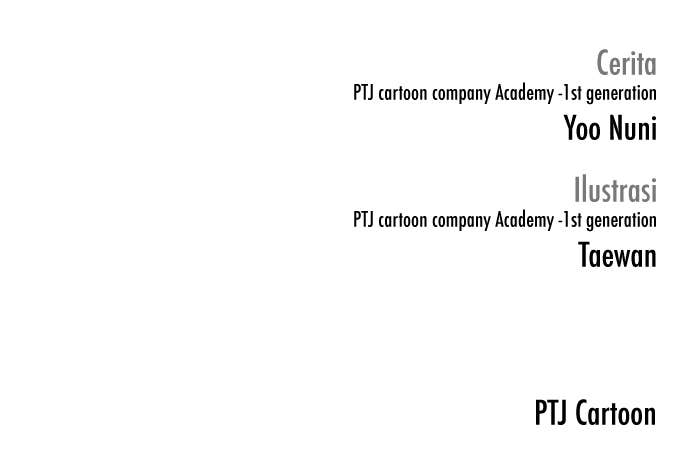 Cerita
PTJ cartoon company Academy -1st generation
Yoo Nuni
Ilustrasi
PTJ cartoon company Academy -1st generation
Taewan
PTJ Cartoon